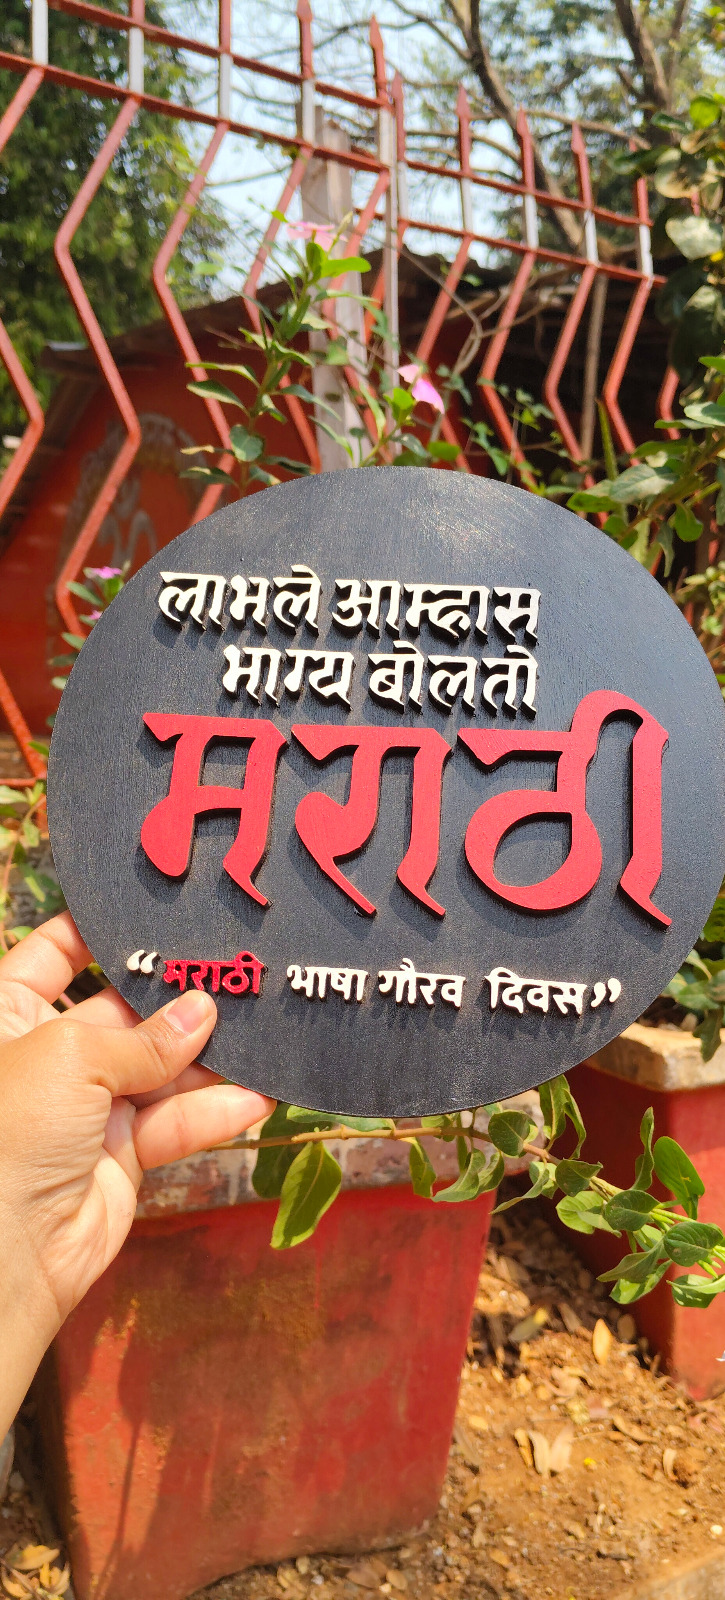 लाभले आम्हास
भाग्य बोलतो
मराठी
“मराठी भाषा गौरव दिवस”